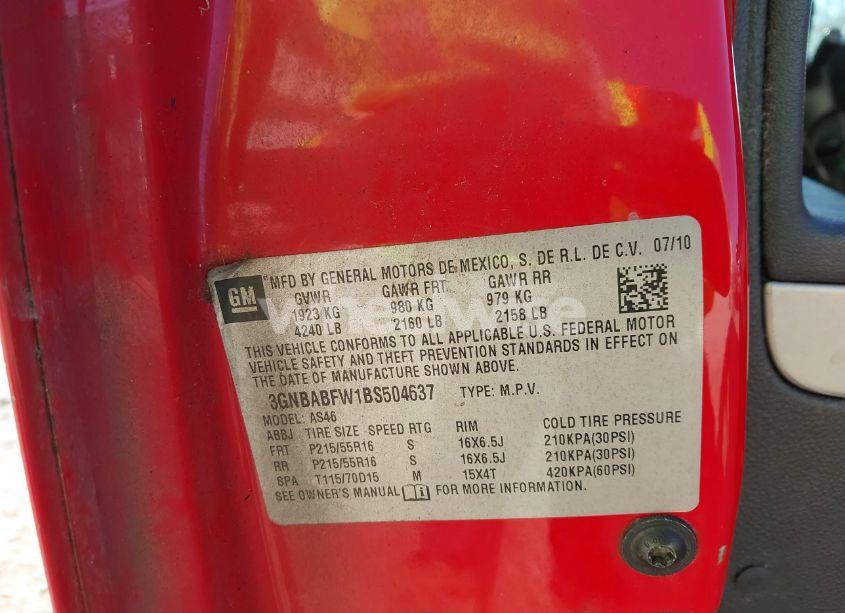 MFD BY GENERAL MOTORS DE MEXICO, S. DE R.L. DE C.V. 07/10
GM
GVWR GAWR FRT GAWR RR
1923 KG 980 KG 979 KG
4240 LB 2160 LB 2158 LB
THIS VEHICLE CONFORMS TO ALL APPLICABLE U.S. FEDERAL MOTOR
VEHICLE SAFETY AND THEFT PREVENTION STANDARDS IN EFFECT ON
THE DATE OF MANUFACTURE SHOWN ABOVE.
3GNBABFW1BS504637 TYPE: M.P.V.
MODEL: AS46
ABBJ TIRE SIZE SPEED RTG RIM COLD TIRE PRESSURE
FRT P215/55R16 S 16X6.5J 210KPA(30PSI)
RR P215/55R16 S 16X6.5J 210KPA(30PSI)
SPA T115/70D15 M 15X4T 420KPA(60PSI)
SEE OWNER'S MANUAL FOR MORE INFORMATION.